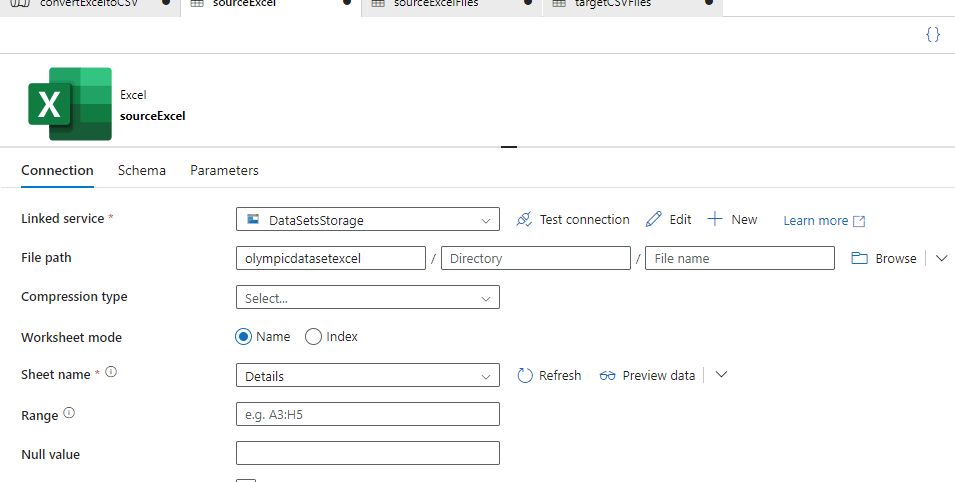 convertExceltoCSV sourceExcel sourceExcelFiles targetCSVFiles
{ }
X
Excel
sourceExcel
Connection Schema Parameters
Linked service * DataSetsStorage Test connection Edit New Learn more
File path olympicdatasetexcel / Directory / File name Browse
Compression type Select...
Worksheet mode Name Index
Sheet name * Details Refresh Preview data
Range e.g. A3:H5
Null value